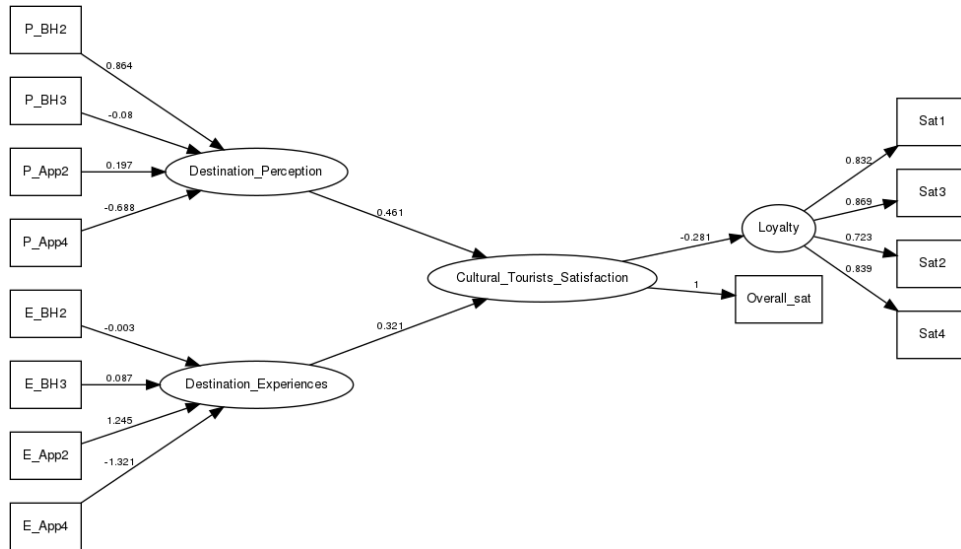 P_BH2
0.864
P_BH3
-0.08
P_App2
0.197
Destination_Perception
P_App4
-0.688
0.461
E_BH2
-0.003
E_BH3
0.087
Destination_Experiences
E_App2
1.245
E_App4
-1.321
0.321
Cultural_Tourists_Satisfaction
-0.281
1
Overall_sat
Loyalty
0.832
0.869
0.723
0.839
Sat1
Sat3
Sat2
Sat4